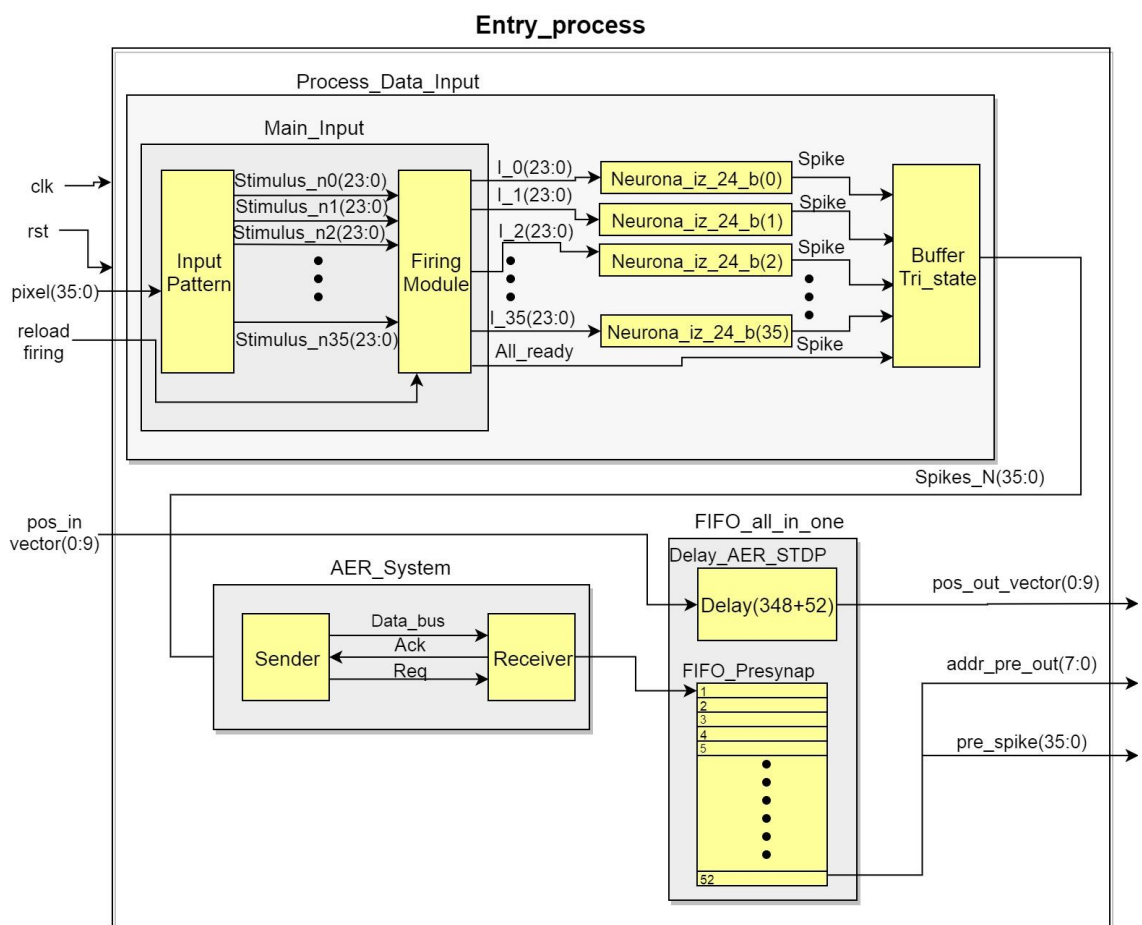 Entry_process
Process_Data_Input
Main_Input
clk
rst
pixel(35:0)
reload
firing
Input
Pattern
Stimulus_n0(23:0)
Stimulus_n1(23:0)
Stimulus_n2(23:0)
Stimulus_n35(23:0)
Firing
Module
I_0(23:0)
I_1(23:0)
I_2(23:0)
I_35(23:0)
All_ready
Neurona_iz_24_b(0)
Neurona_iz_24_b(1)
Neurona_iz_24_b(2)
Neurona_iz_24_b(35)
Spike
Spike
Spike
Spike
Buffer
Tri_state
Spikes_N(35:0)
pos_in
vector(0:9)
AER_System
Sender
Data_bus
Ack
Req
Receiver
FIFO_all_in_one
Delay_AER_STDP
Delay(348+52)
FIFO_Presynap
1
2
3
4
5
52
pos_out_vector(0:9)
addr_pre_out(7:0)
pre_spike(35:0)